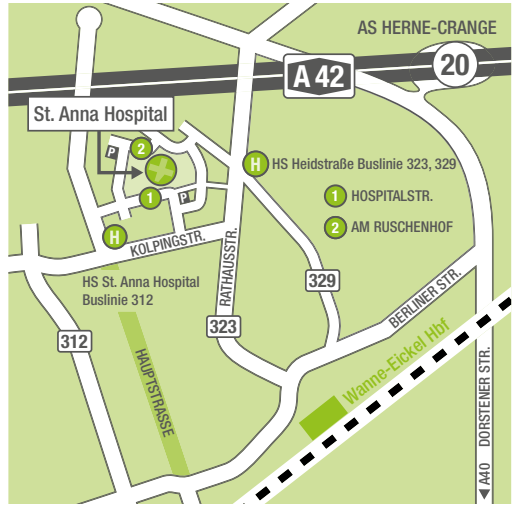 AS HERNE-CRANGE
20
A 42
St. Anna Hospital
P
2
H HS Heidstraße Buslinie 323, 329
1 HOSPITALSTR.
2 AM RUSCHENHOF
1
P
H
KOLPINGSTR.
HS St. Anna Hospital
Buslinie 312
RATHAUSSTR.
329
BERLINER STR.
323
312
HAUPTSTRASSE
Wanne-Eickel Hbf
DORSTENER STR.
A40